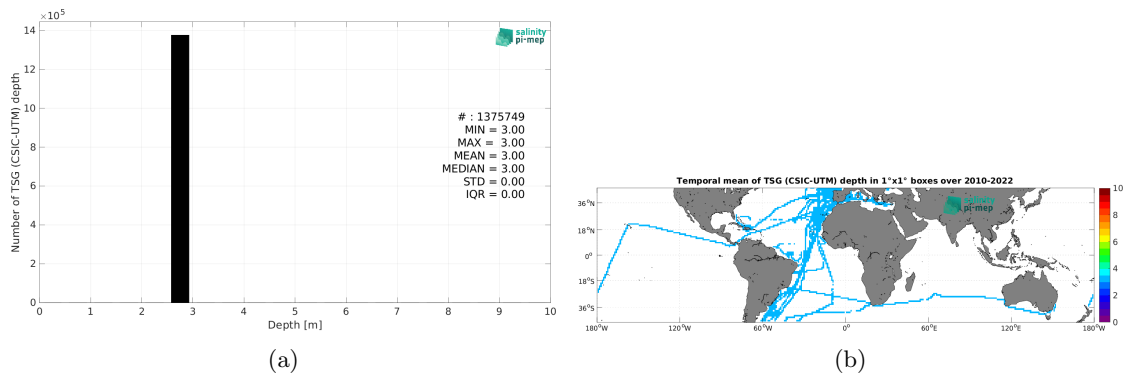 ×10⁵
14
12
10
8
6
4
2
0
Number of TSG (CSIC-UTM) depth
salinity
pi-mep
# : 1375749
MIN = 3.00
MAX = 3.00
MEAN = 3.00
MEDIAN = 3.00
STD = 0.00
IQR = 0.00
0 1 2 3 4 5 6 7 8 9 10
Depth [m]
(a)
Temporal mean of TSG (CSIC-UTM) depth in 1°x1° boxes over 2010-2022
salinity
pi-mep
36°N
18°N
0°
18°S
36°S
180°W 120°W 60°W 0° 60°E 120°E 180°W
10
8
6
4
2
0
(b)